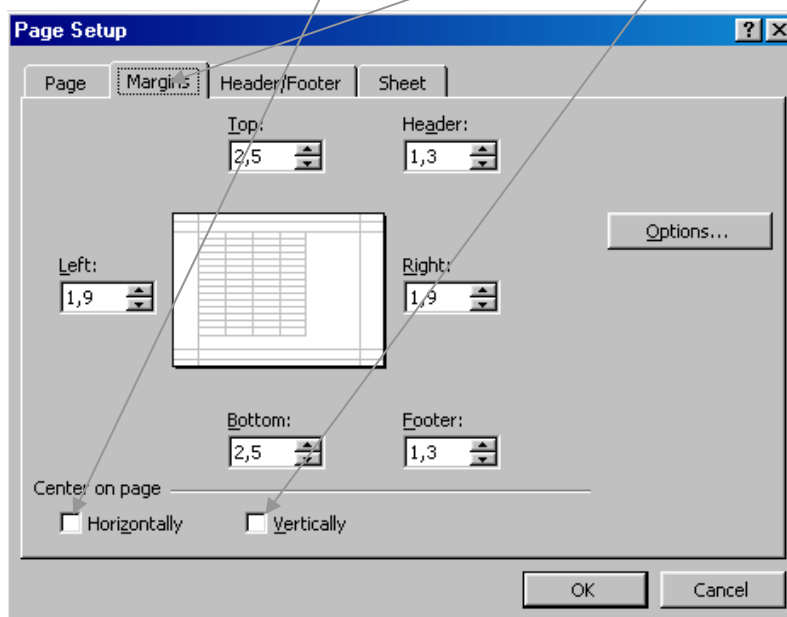 Page Setup
Page Margins Header/Footer Sheet
Top: Header:
2,5 1,3
Options...
Left: Right:
1,9 1,9
Bottom: Footer:
2,5 1,3
Center on page
Horizontally Vertically
OK Cancel